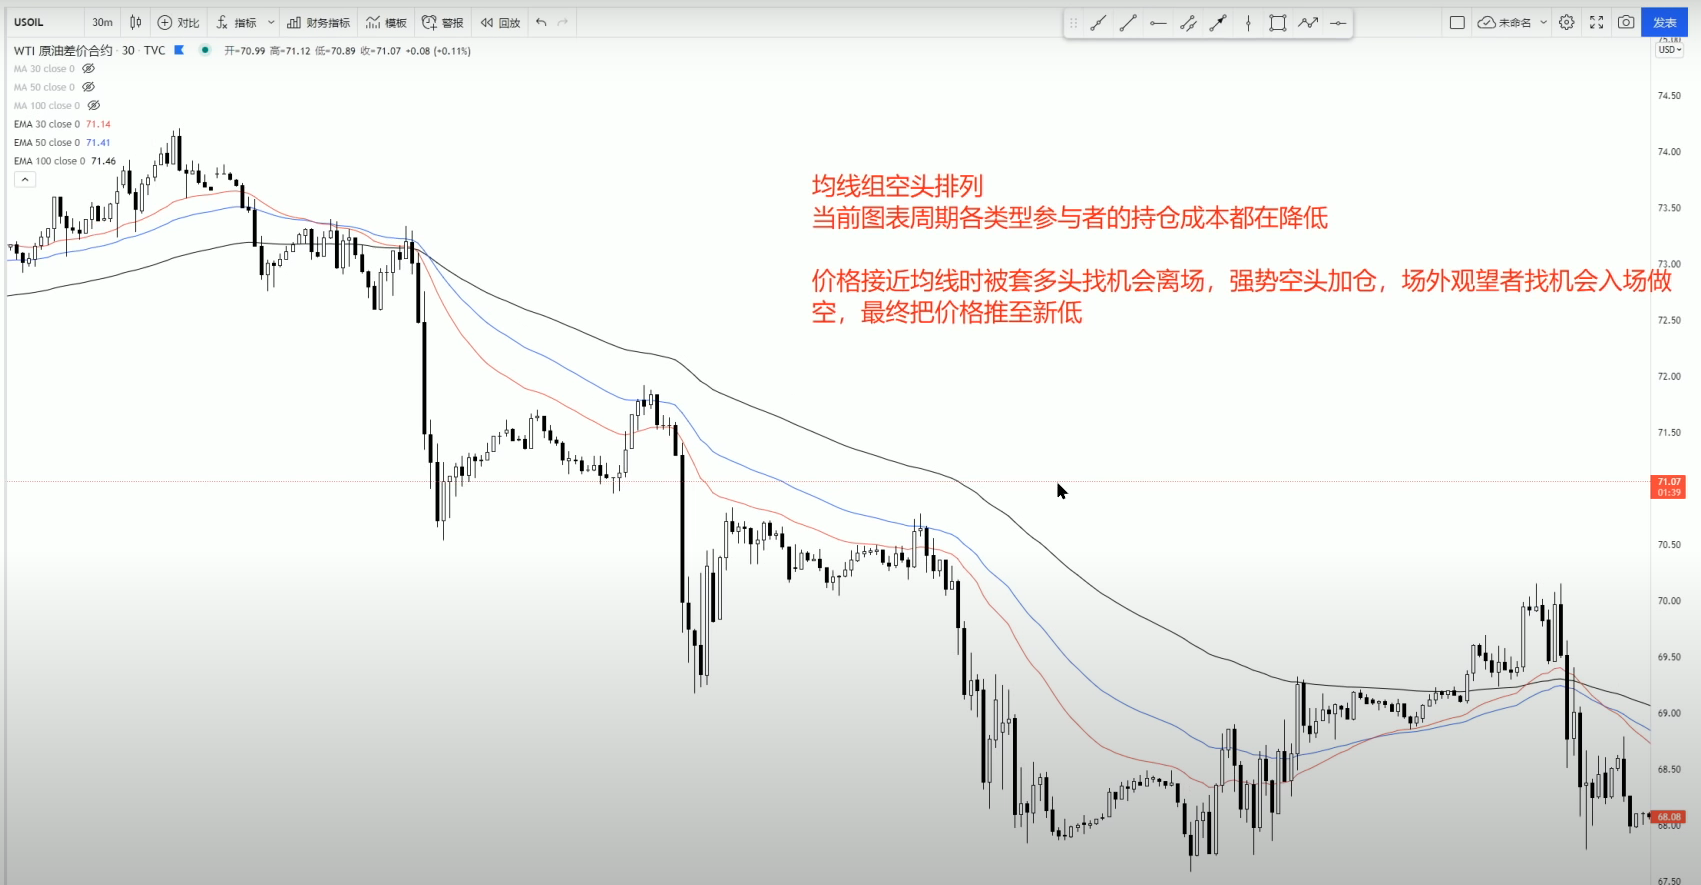 USOIL 30m 对比 指标 财务指标 模板 警报 回放 未命名 发表
WTI 原油差价合约 · 30 · TVC 开=70.99 高=71.12 低=70.89 收=71.07 +0.08 (+0.11%)
USD
MA 30 close 0
MA 50 close 0
MA 100 close 0
EMA 30 close 0 71.14
EMA 50 close 0 71.41
EMA 100 close 0 71.46
均线组空头排列
当前图表周期各类型参与者的持仓成本都在降低
价格接近均线时被套多头找机会离场，强势空头加仓，场外观望者找机会入场做
空，最终把价格推至新低
75.00
74.50
74.00
73.50
73.00
72.50
72.00
71.50
71.07
01:39
70.50
70.00
69.50
69.00
68.50
68.08
68.00
67.50